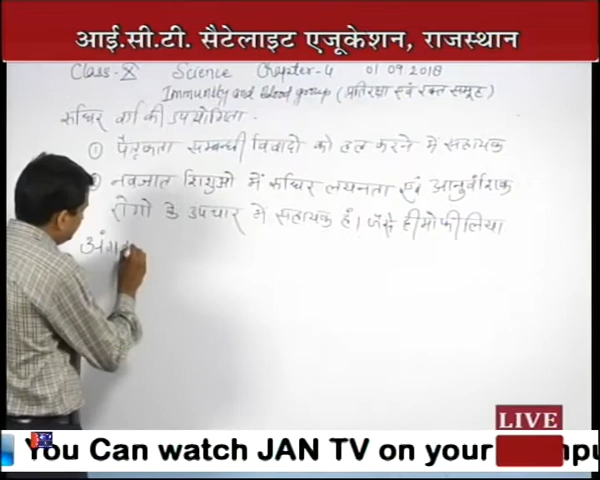 आई.सी.टी. सैटेलाइट एजूकेशन, राजस्थान
Class-X Science Chapter-4 01 09 2018
Immunity and Blood group (प्रतिरक्षा एवं रक्त समूह)
रुधिर वर्ग की उपयोगिता.
① पैतृकता सम्बन्धी विवादो को हल करने में सहायक
नवजात शिशुओ में रुधिर लयनता एवं आनुवंशिक
रोगो के उपचार में सहायक है। जैसे हीमोफीलिया
LIVE
You Can watch JAN TV on your